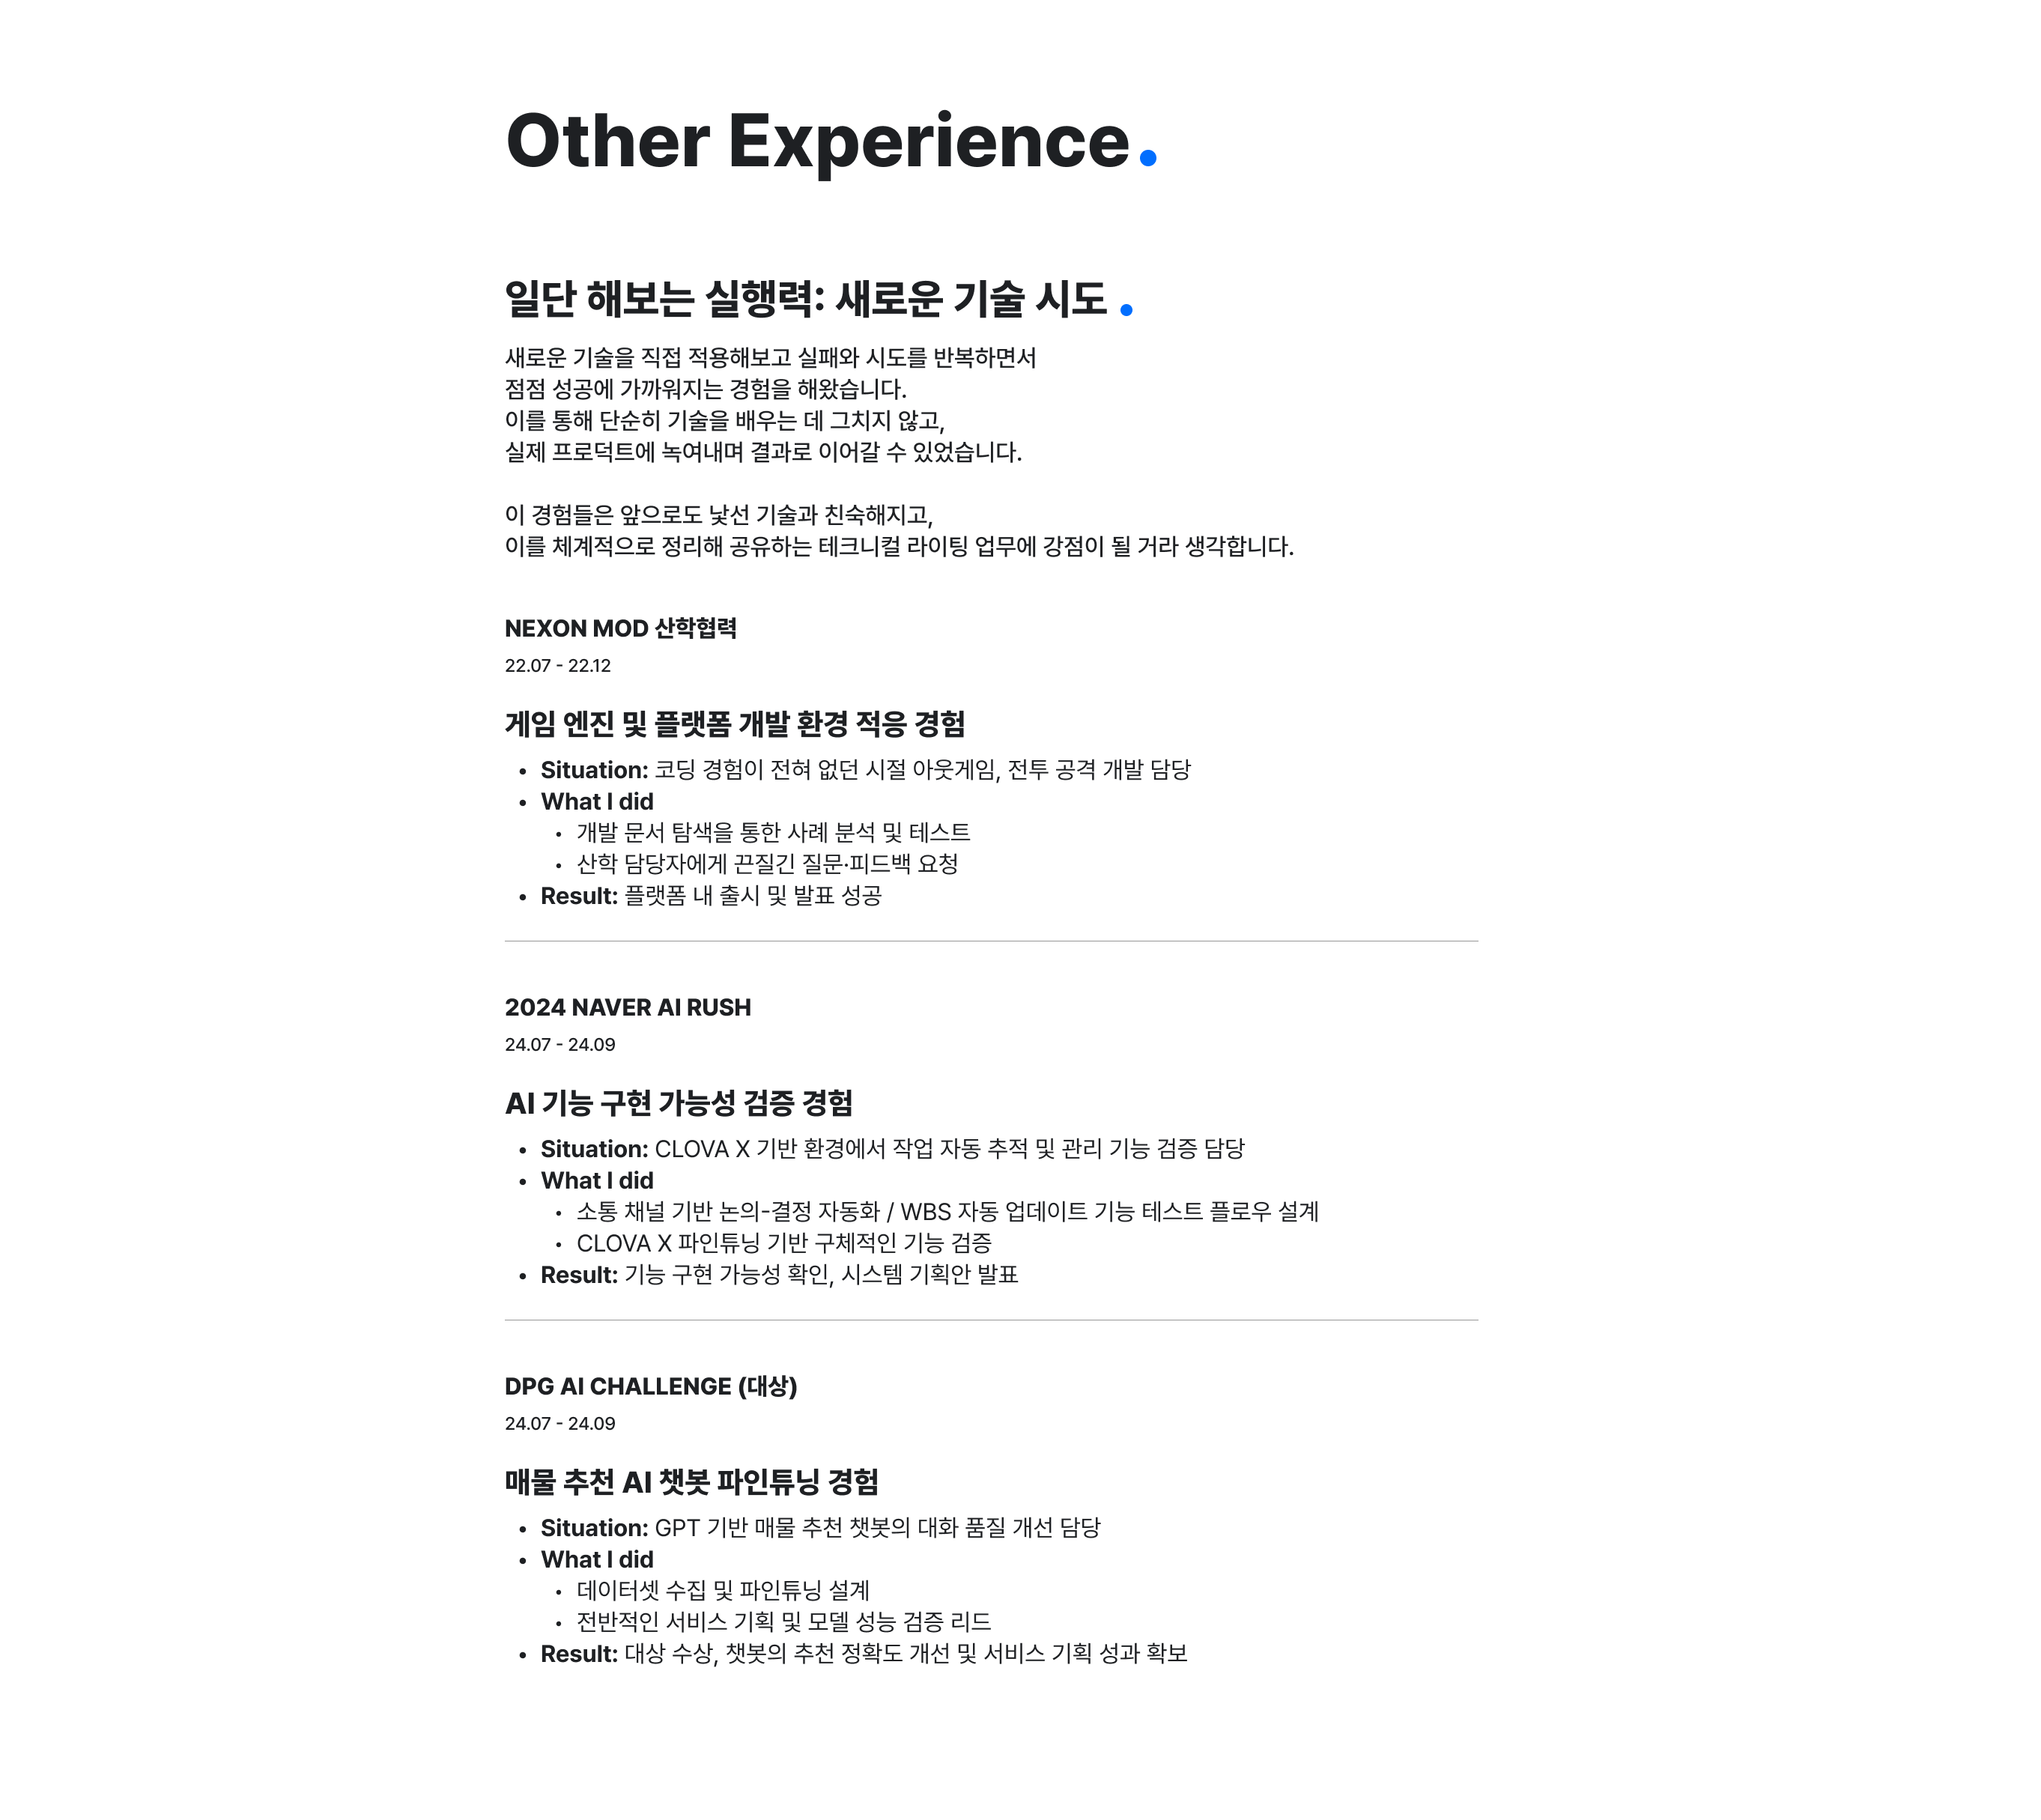 Other Experience.
일단 해보는 실행력: 새로운 기술 시도 .
새로운 기술을 직접 적용해보고 실패와 시도를 반복하면서
점점 성공에 가까워지는 경험을 해왔습니다.
이를 통해 단순히 기술을 배우는 데 그치지 않고,
실제 프로덕트에 녹여내며 결과로 이어갈 수 있었습니다.
이 경험들은 앞으로도 낯선 기술과 친숙해지고,
이를 체계적으로 정리해 공유하는 테크니컬 라이팅 업무에 강점이 될 거라 생각합니다.
NEXON MOD 산학협력
22.07 - 22.12
게임 엔진 및 플랫폼 개발 환경 적응 경험
• Situation: 코딩 경험이 전혀 없던 시절 아웃게임, 전투 공격 개발 담당
• What I did
• 개발 문서 탐색을 통한 사례 분석 및 테스트
• 산학 담당자에게 끈질긴 질문·피드백 요청
• Result: 플랫폼 내 출시 및 발표 성공
2024 NAVER AI RUSH
24.07 - 24.09
AI 기능 구현 가능성 검증 경험
• Situation: CLOVA X 기반 환경에서 작업 자동 추적 및 관리 기능 검증 담당
• What I did
• 소통 채널 기반 논의-결정 자동화 / WBS 자동 업데이트 기능 테스트 플로우 설계
• CLOVA X 파인튜닝 기반 구체적인 기능 검증
• Result: 기능 구현 가능성 확인, 시스템 기획안 발표
DPG AI CHALLENGE (대상)
24.07 - 24.09
매물 추천 AI 챗봇 파인튜닝 경험
• Situation: GPT 기반 매물 추천 챗봇의 대화 품질 개선 담당
• What I did
• 데이터셋 수집 및 파인튜닝 설계
• 전반적인 서비스 기획 및 모델 성능 검증 리드
• Result: 대상 수상, 챗봇의 추천 정확도 개선 및 서비스 기획 성과 확보